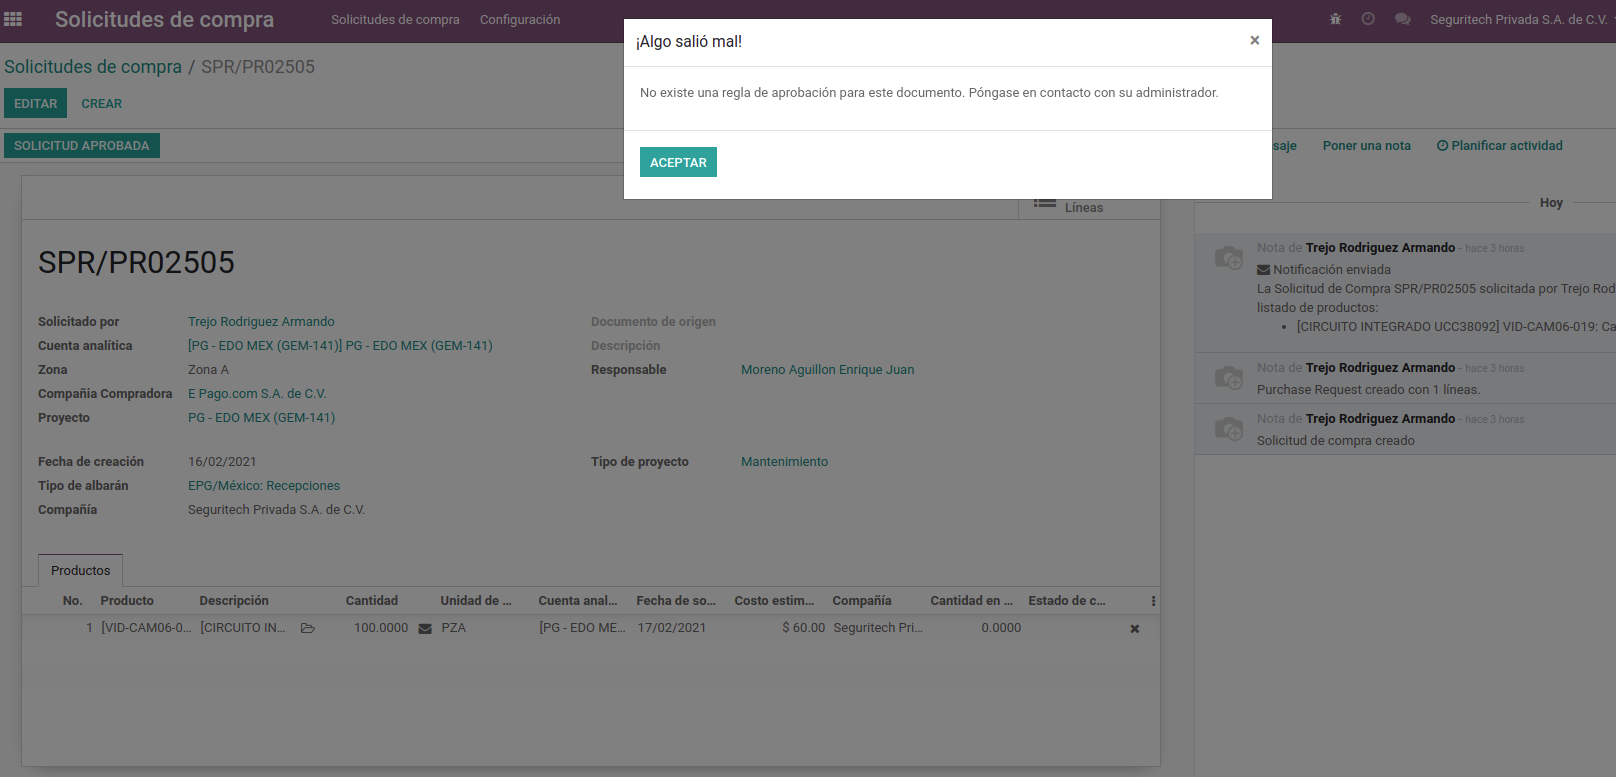 Solicitudes de compra
Solicitudes de compra
Configuración
Seguritech Privada S.A. de C.V.
Solicitudes de compra / SPR/PR02505
EDITAR
CREAR
SOLICITUD APROBADA
¡Algo salió mal!
×
No existe una regla de aprobación para este documento. Póngase en contacto con su administrador.
ACEPTAR
saje
Poner una nota
Planificar actividad
Líneas
SPR/PR02505
Solicitado por Trejo Rodriguez Armando
Cuenta analítica [PG - EDO MEX (GEM-141)] PG - EDO MEX (GEM-141)
Zona Zona A
Compañia Compradora E Pago.com S.A. de C.V.
Proyecto PG - EDO MEX (GEM-141)
Documento de origen
Descripción
Responsable Moreno Aguillon Enrique Juan
Fecha de creación 16/02/2021
Tipo de albarán EPG/México: Recepciones
Compañía Seguritech Privada S.A. de C.V.
Tipo de proyecto Mantenimiento
Productos
No. Producto Descripción Cantidad Unidad de ... Cuenta anal... Fecha de so... Costo estim... Compañía Cantidad en ... Estado de c...
1 [VID-CAM06-0... [CIRCUITO IN... 100.0000 PZA [PG - EDO ME... 17/02/2021 $ 60.00 Seguritech Pri... 0.0000
Hoy
Nota de Trejo Rodriguez Armando - hace 3 horas
Notificación enviada
La Solicitud de Compra SPR/PR02505 solicitada por Trejo Rod
listado de productos:
• [CIRCUITO INTEGRADO UCC38092] VID-CAM06-019: Ca
Nota de Trejo Rodriguez Armando - hace 3 horas
Purchase Request creado con 1 líneas.
Nota de Trejo Rodriguez Armando - hace 3 horas
Solicitud de compra creado